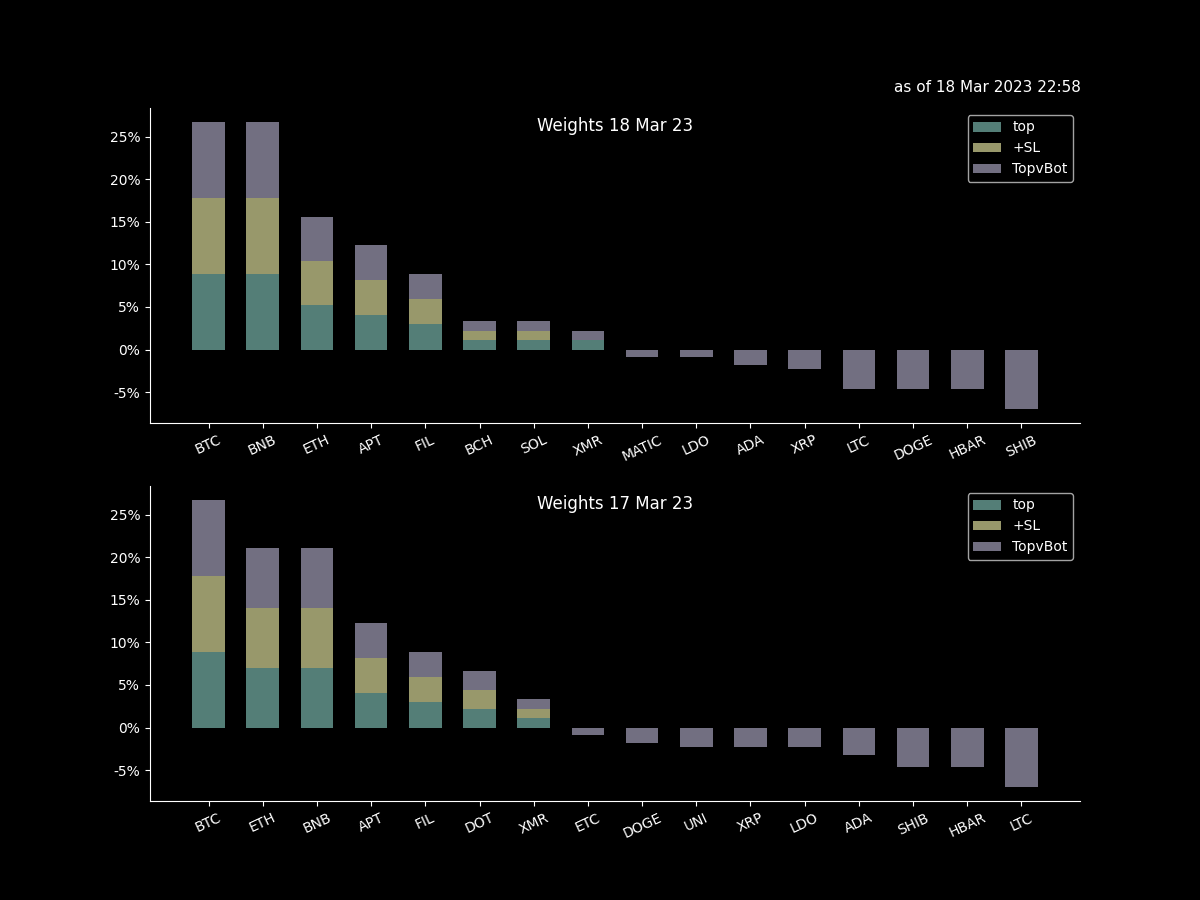 as of 18 Mar 2023 22:58
Weights 18 Mar 23
top
+SL
TopvBot
25%
20%
15%
10%
5%
0%
-5%
BTC BNB ETH APT FIL BCH SOL XMR MATIC LDO ADA XRP LTC DOGE HBAR SHIB
Weights 17 Mar 23
top
+SL
TopvBot
25%
20%
15%
10%
5%
0%
-5%
BTC ETH BNB APT FIL DOT XMR ETC DOGE UNI XRP LDO ADA SHIB HBAR LTC